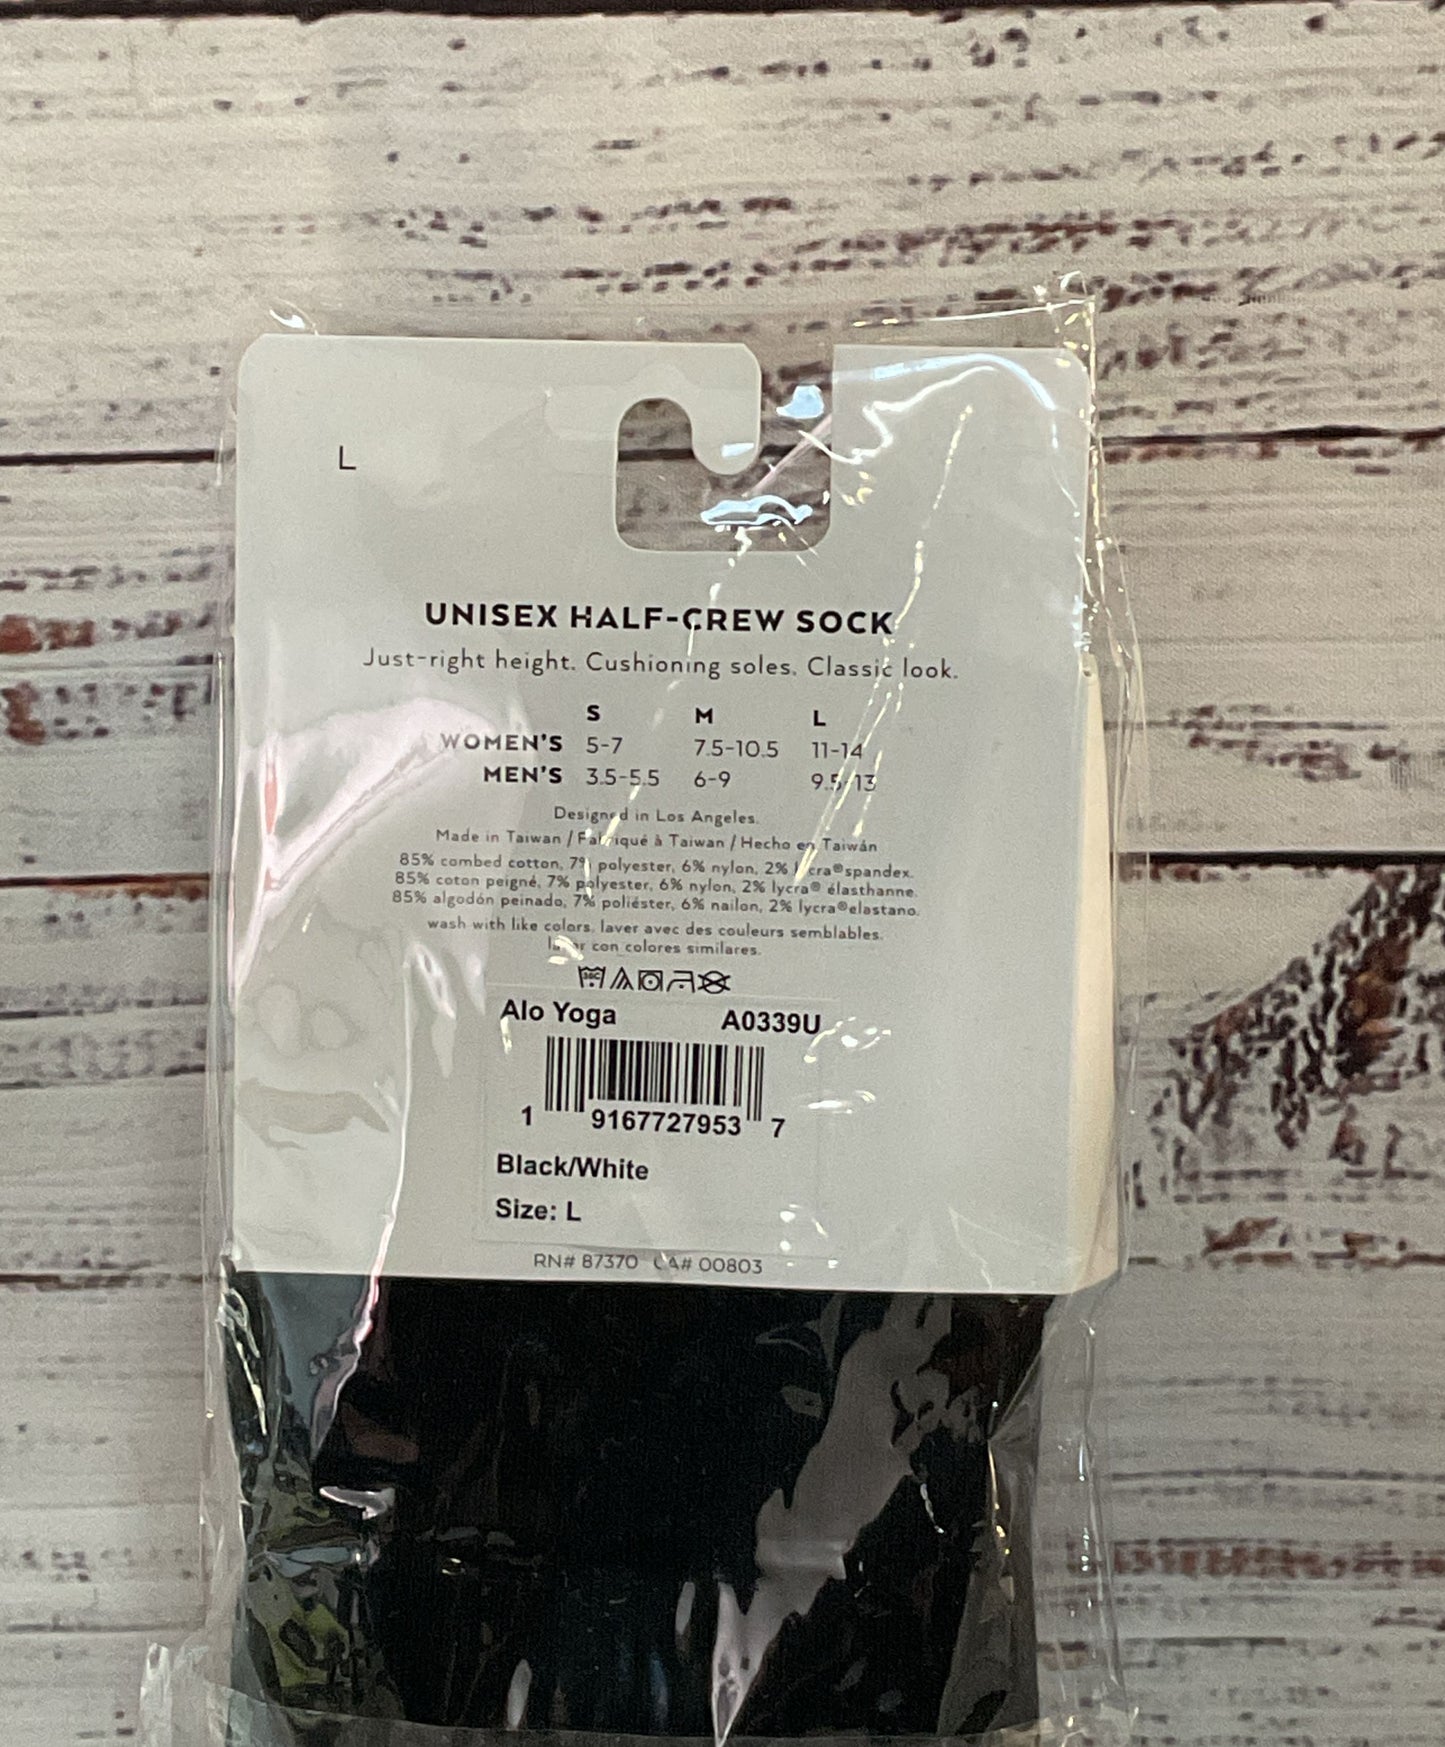 L
UNISEX HALF-CREW SOCK
Just-right height. Cushioning soles. Classic look.
S M L
WOMEN'S 5-7 7.5-10.5 11-14
MEN'S 3.5-5.5 6-9 9.5-13
Designed in Los Angeles.
Made in Taiwan / Fabriqué à Taiwan / Hecho en Taiwán
85% combed cotton, 7% polyester, 6% nylon, 2% lycra® spandex.
85% coton peigné, 7% polyester, 6% nylon, 2% lycra® élasthanne.
85% algodón peinado, 7% poliéster, 6% nailon, 2% lycra® elastano.
wash with like colors. laver avec des couleurs semblables.
lavar con colores similares.
30C
Alo Yoga A0339U
1 9167727953 7
Black/White
Size: L
RN# 87370 CA# 00803